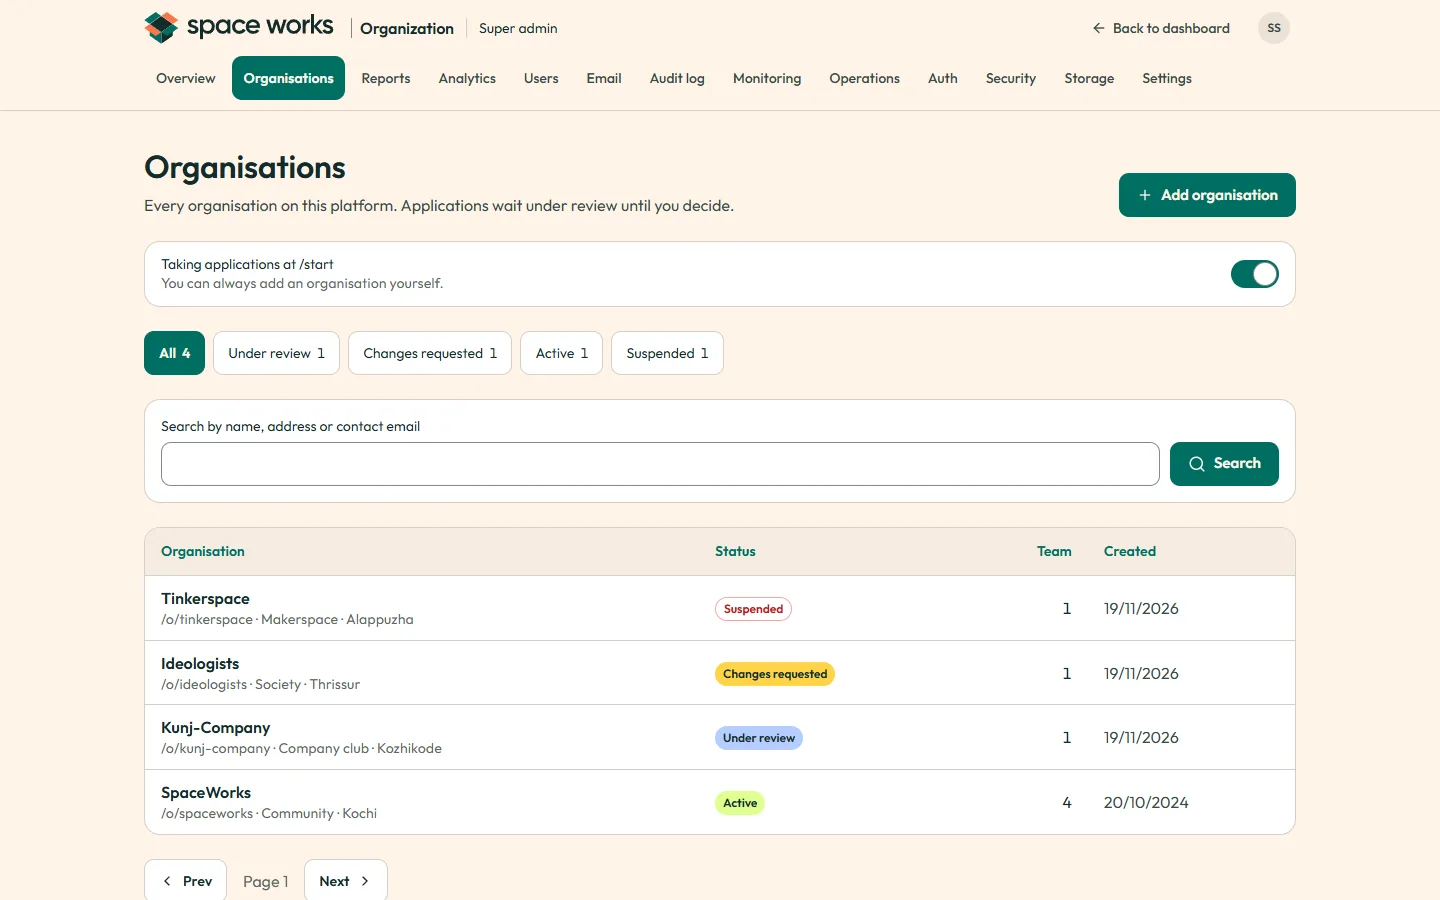 space works
Organization
Super admin
Back to dashboard
SS
Overview
Organisations
Reports
Analytics
Users
Email
Audit log
Monitoring
Operations
Auth
Security
Storage
Settings
Organisations
Every organisation on this platform. Applications wait under review until you decide.
+ Add organisation
Taking applications at /start
You can always add an organisation yourself.
All 4
Under review 1
Changes requested 1
Active 1
Suspended 1
Search by name, address or contact email
Search
Organisation Status Team Created
Tinkerspace
/o/tinkerspace · Makerspace · Alappuzha
Suspended 1 19/11/2026
Ideologists
/o/ideologists · Society · Thrissur
Changes requested 1 19/11/2026
Kunj-Company
/o/kunj-company · Company club · Kozhikode
Under review 1 19/11/2026
SpaceWorks
/o/spaceworks · Community · Kochi
Active 4 20/10/2024
Prev
Page 1
Next